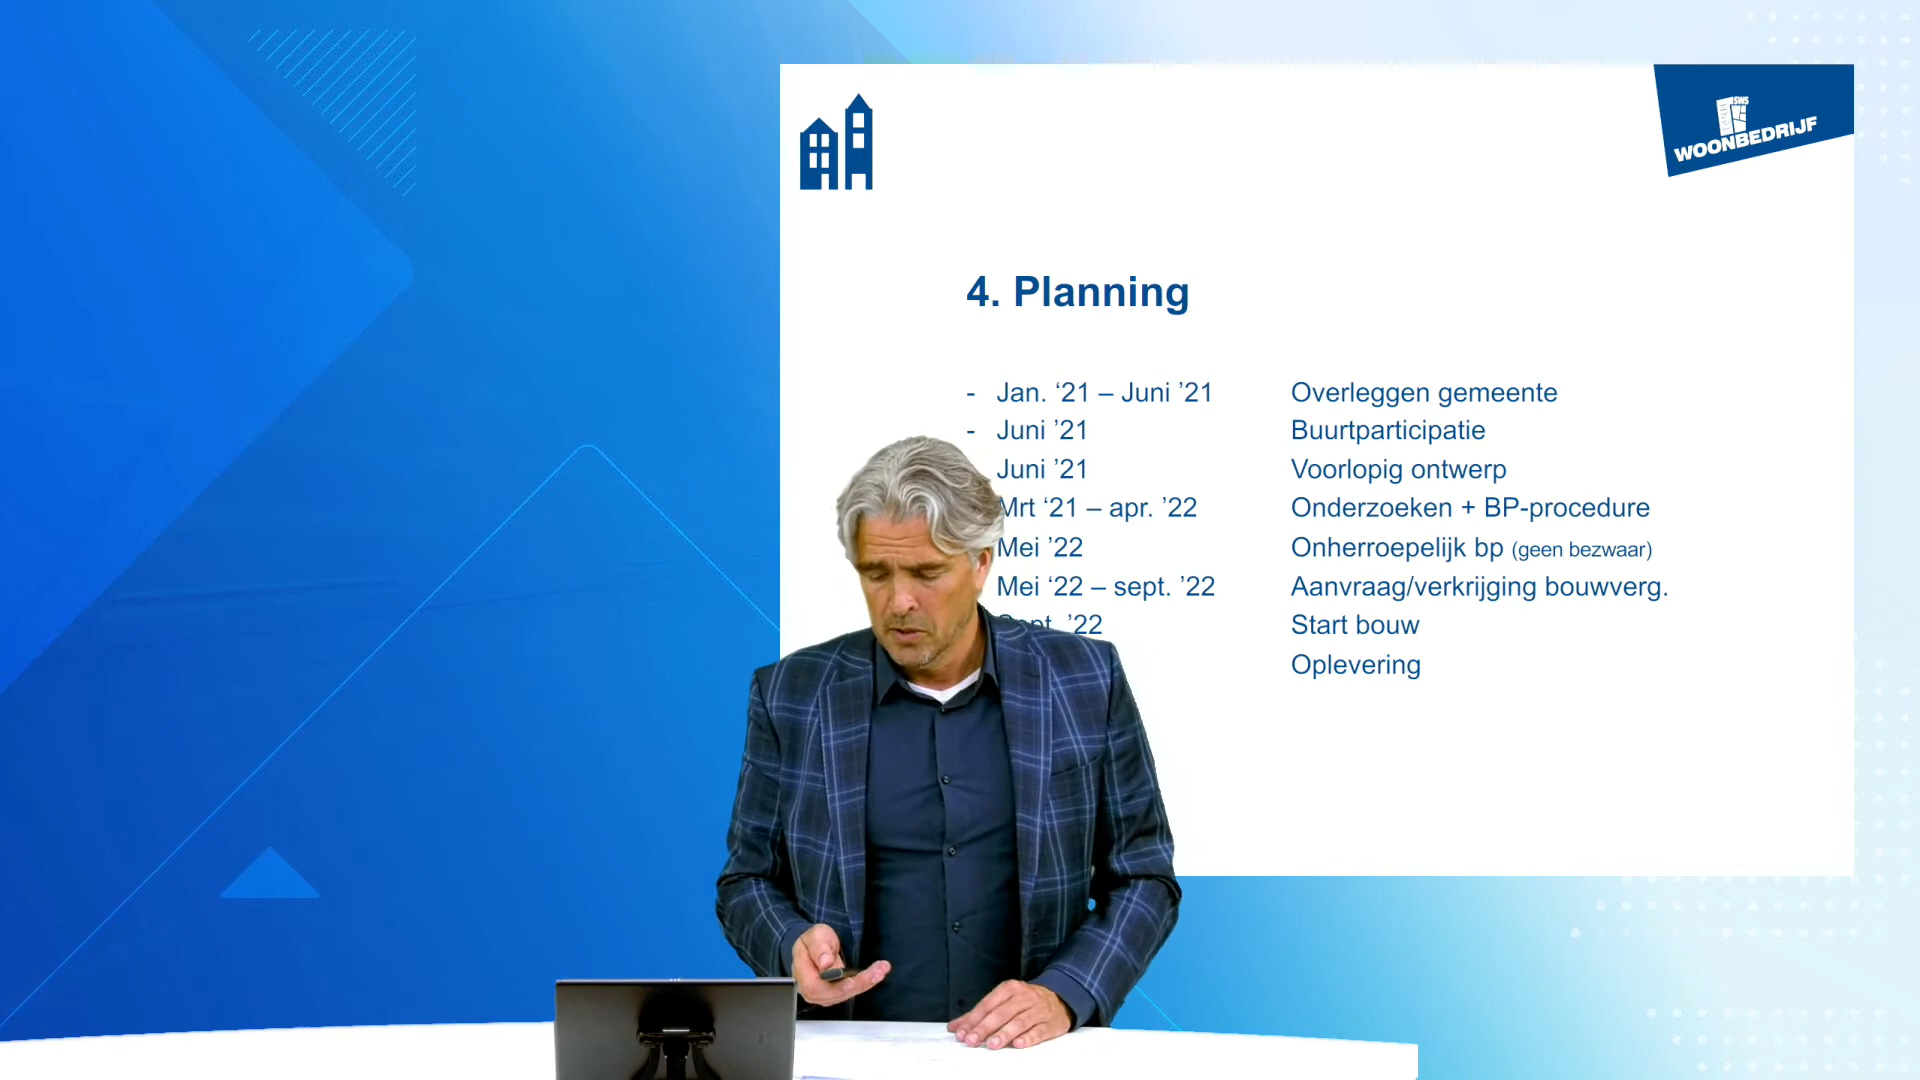 SWS
WOONBEDRIJF
4. Planning
- Jan. ‘21 – Juni ’21 Overleggen gemeente
- Juni ’21 Buurtparticipatie
Juni ’21 Voorlopig ontwerp
Mrt ‘21 – apr. ’22 Onderzoeken + BP-procedure
Mei ’22 Onherroepelijk bp (geen bezwaar)
Mei ‘22 – sept. ’22 Aanvraag/verkrijging bouwverg.
Sept. ’22 Start bouw
Oplevering